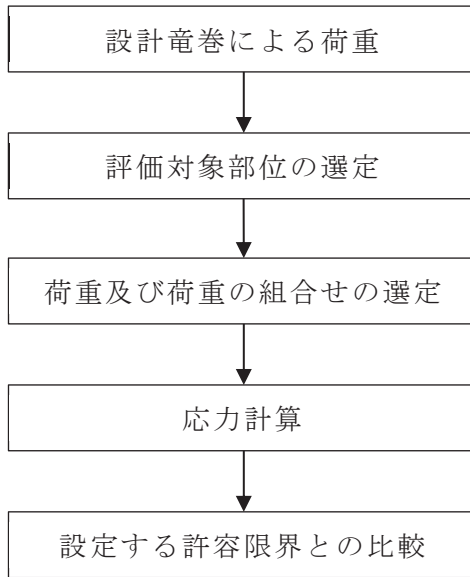 設計竜巻による荷重
評価対象部位の選定
荷重及び荷重の組合せの選定
応力計算
設定する許容限界との比較